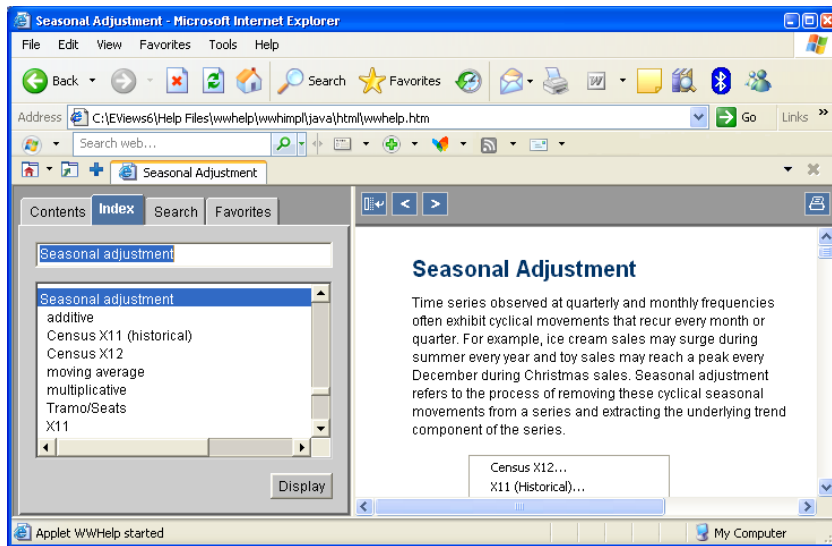 Seasonal Adjustment - Microsoft Internet Explorer
File Edit View Favorites Tools Help
Back Search Favorites
Address C:\EViews6\Help Files\wwhelp\wwhimpl\java\html\wwhelp.htm Go Links »
Search web...
Seasonal Adjustment
Contents Index Search Favorites
Seasonal adjustment
Seasonal adjustment
additive
Census X11 (historical)
Census X12
moving average
multiplicative
Tramo/Seats
X11
Display
Seasonal Adjustment
Time series observed at quarterly and monthly frequencies
often exhibit cyclical movements that recur every month or
quarter. For example, ice cream sales may surge during
summer every year and toy sales may reach a peak every
December during Christmas sales. Seasonal adjustment
refers to the process of removing these cyclical seasonal
movements from a series and extracting the underlying trend
component of the series.
Census X12...
X11 (Historical)...
Applet WWHelp started My Computer